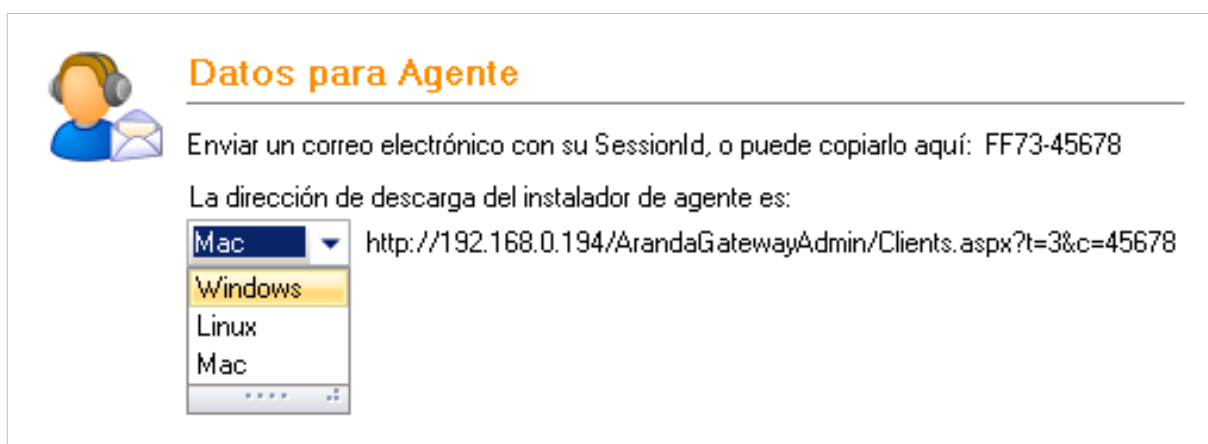 Datos para Agente
Enviar un correo electrónico con su SessionId, o puede copiarlo aquí: FF73-45678
La dirección de descarga del instalador de agente es:
Mac http://192.168.0.194/ArandaGatewayAdmin/Clients.aspx?t=3&c=45678
Windows
Linux
Mac